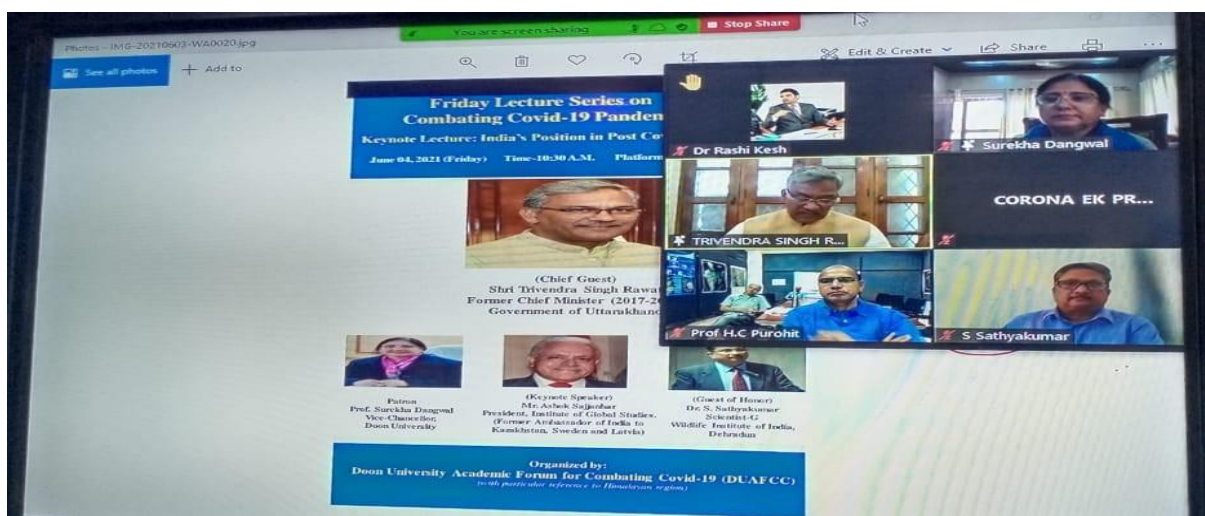 Photos - IMG-20210603-WA0020.jpg
You are screen sharing
Stop Share
See all photos
+ Add to
Edit & Create
Share
Friday Lecture Series on
Combating Covid-19 Pandem
Keynote Lecture: India's Position in Post Co
June 04, 2021 (Friday) Time-10:30 A.M. Platform
(Chief Guest)
Shri Trivendra Singh Rawa
Former Chief Minister (2017-2
Government of Uttarakhand
Patron
Prof. Surekha Dangwal
Vice-Chancellor,
Doon University
(Keynote Speaker)
Mr. Ashok Sajjanhar
President, Institute of Global Studies.
(Former Ambassador of India to
Kazakhstan, Sweden and Latvia)
(Guest of Honor)
Dr. S. Sathyakumar
Scientist-G
Wildlife Institute of India,
Dehradun
Organized by:
Doon University Academic Forum for Combating Covid-19 (DUAFCC)
(with particular reference to Himalayan region)
Dr Rashi Kesh
Surekha Dangwal
TRIVENDRA SINGH R...
CORONA EK PR...
Prof H.C Purohit
S Sathyakumar